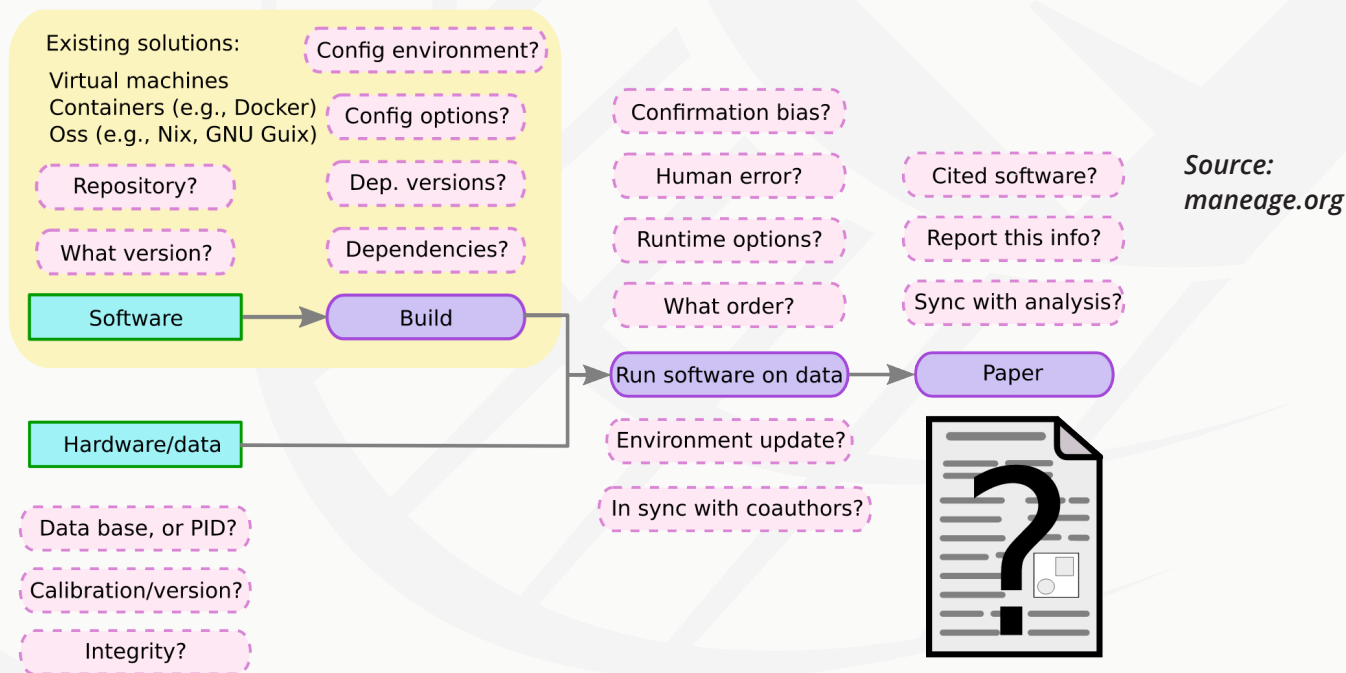 Existing solutions:
Virtual machines
Containers (e.g., Docker)
Oss (e.g., Nix, GNU Guix)
Repository?
What version?
Software
Config environment?
Config options?
Dep. versions?
Dependencies?
Build
Hardware/data
Data base, or PID?
Calibration/version?
Integrity?
Confirmation bias?
Human error?
Runtime options?
What order?
Run software on data
Environment update?
In sync with coauthors?
Cited software?
Report this info?
Sync with analysis?
Paper
?
Source:
maneage.org